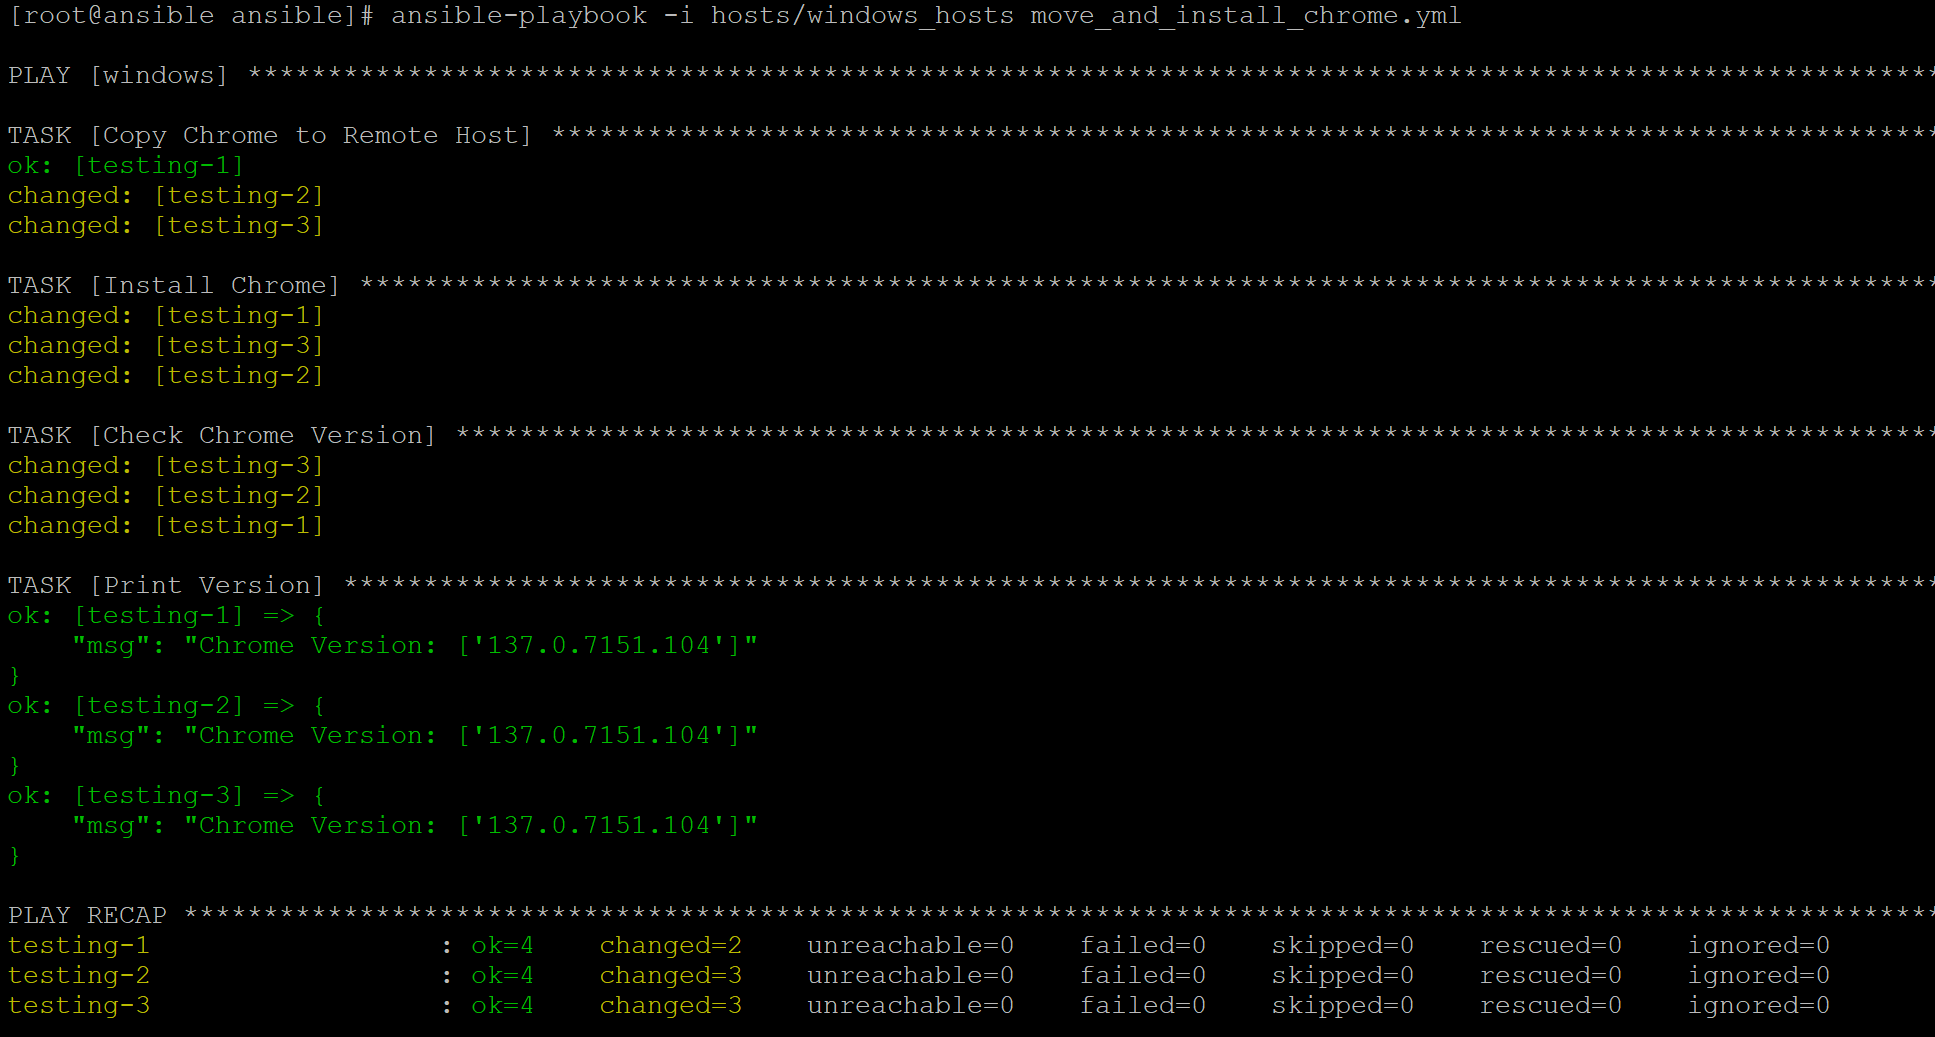 [root@ansible ansible]# ansible-playbook -i hosts/windows_hosts move_and_install_chrome.yml
PLAY [windows] *********************************************************************************************************
TASK [Copy Chrome to Remote Host] **************************************************************************************
ok: [testing-1]
changed: [testing-2]
changed: [testing-3]
TASK [Install Chrome] **************************************************************************************************
changed: [testing-1]
changed: [testing-3]
changed: [testing-2]
TASK [Check Chrome Version] ********************************************************************************************
changed: [testing-3]
changed: [testing-2]
changed: [testing-1]
TASK [Print Version] ***************************************************************************************************
ok: [testing-1] => {
    "msg": "Chrome Version: ['137.0.7151.104']"
}
ok: [testing-2] => {
    "msg": "Chrome Version: ['137.0.7151.104']"
}
ok: [testing-3] => {
    "msg": "Chrome Version: ['137.0.7151.104']"
}
PLAY RECAP *************************************************************************************************************
testing-1                  : ok=4    changed=2    unreachable=0    failed=0    skipped=0    rescued=0    ignored=0
testing-2                  : ok=4    changed=3    unreachable=0    failed=0    skipped=0    rescued=0    ignored=0
testing-3                  : ok=4    changed=3    unreachable=0    failed=0    skipped=0    rescued=0    ignored=0